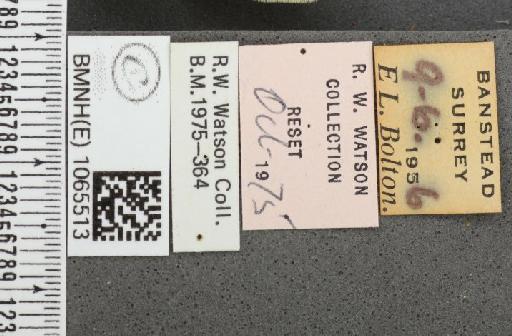 BANSTEAD
SURREY
9.6.1956
E L. Bolton.
R. W. WATSON
COLLECTION
RESET
Oct 1975
R.W. Watson Coll.
B.M.1975–364
BMNH(E) 1065513